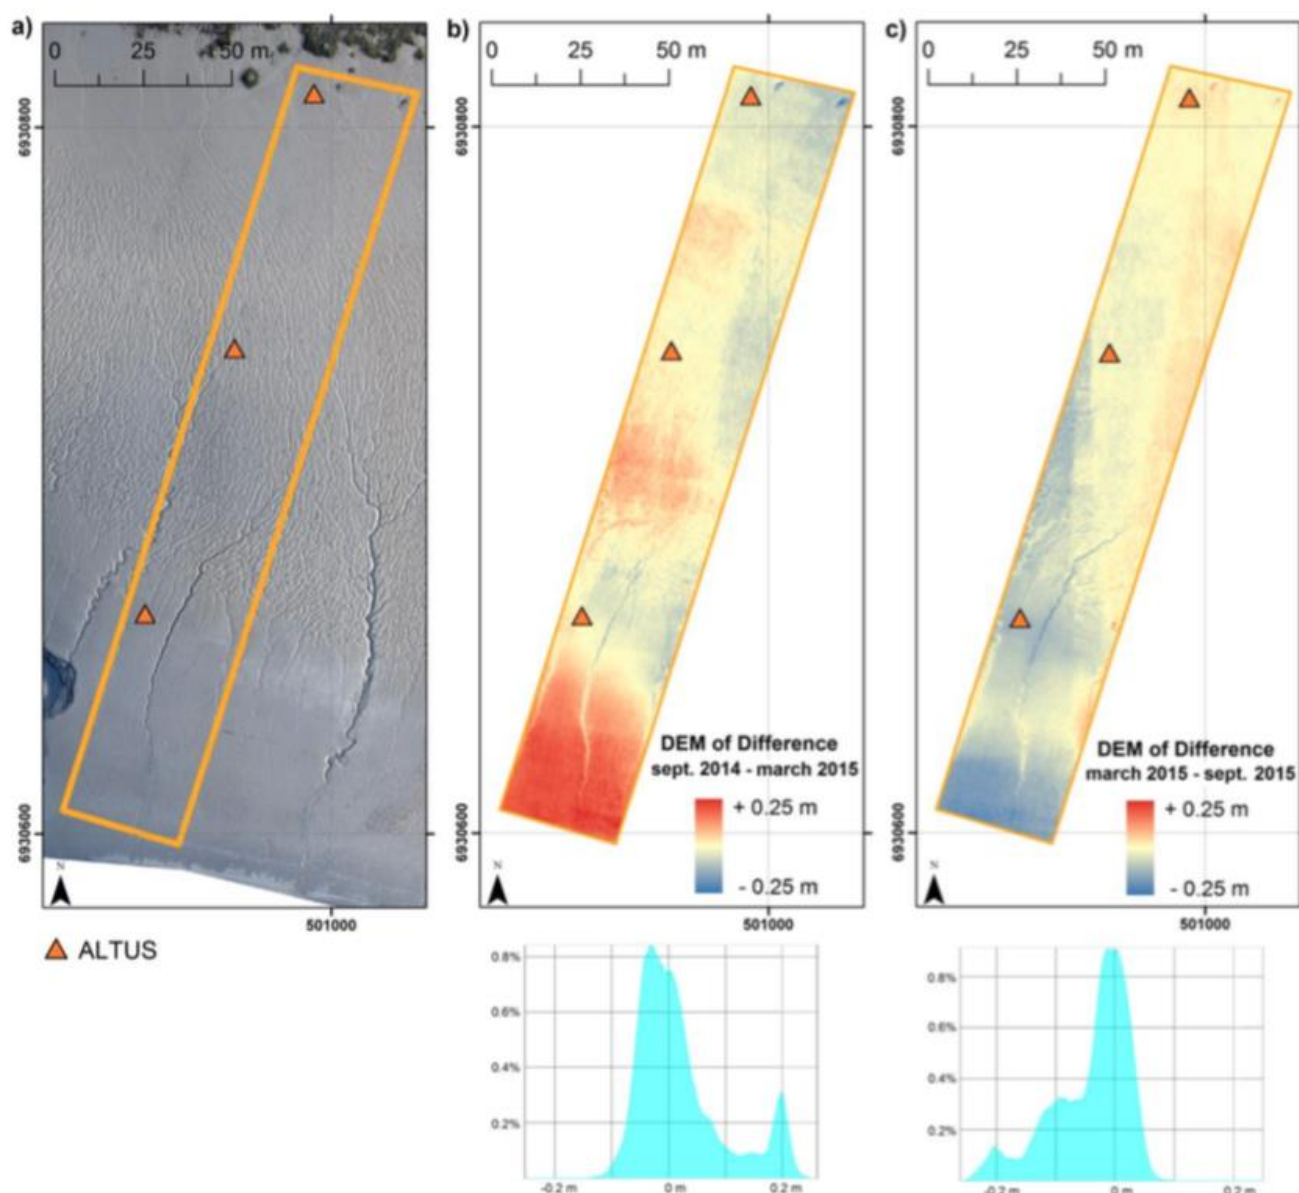 a)
0 25 50 m
6930800
6930600
N
501000
ALTUS
b)
0 25 50 m
6930800
6930600
DEM of Difference
sept. 2014 - march 2015
+ 0.25 m
- 0.25 m
N
501000
0.8%
0.6%
0.4%
0.2%
-0.2 m 0 m 0.2 m
c)
0 25 50 m
6930800
6930600
DEM of Difference
march 2015 - sept. 2015
+ 0.25 m
- 0.25 m
N
501000
0.8%
0.6%
0.4%
0.2%
-0.2 m 0 m 0.2 m